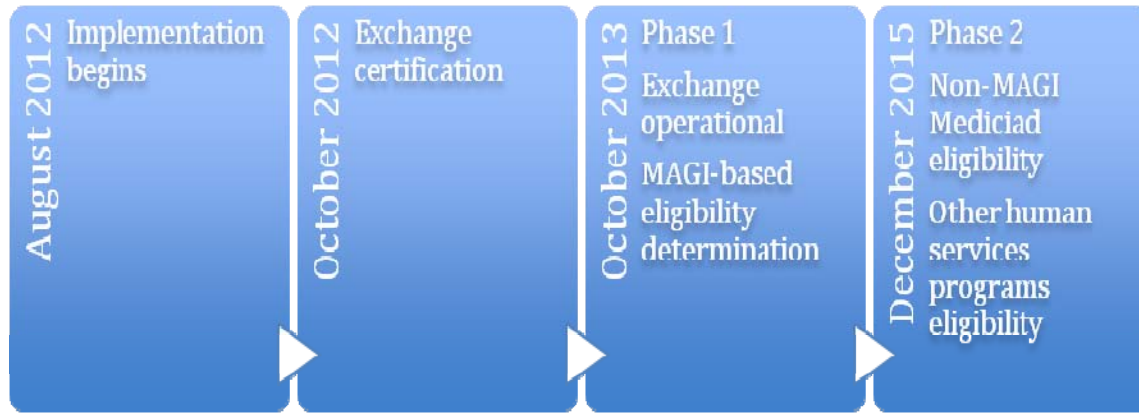 August 2012
Implementation
begins
October 2012
Exchange
certification
October 2013
Phase 1
Exchange
operational
MAGI-based
eligibility
determination
December 2015
Phase 2
Non-MAGI
Mediciad
eligibility
Other human
services
programs
eligibility